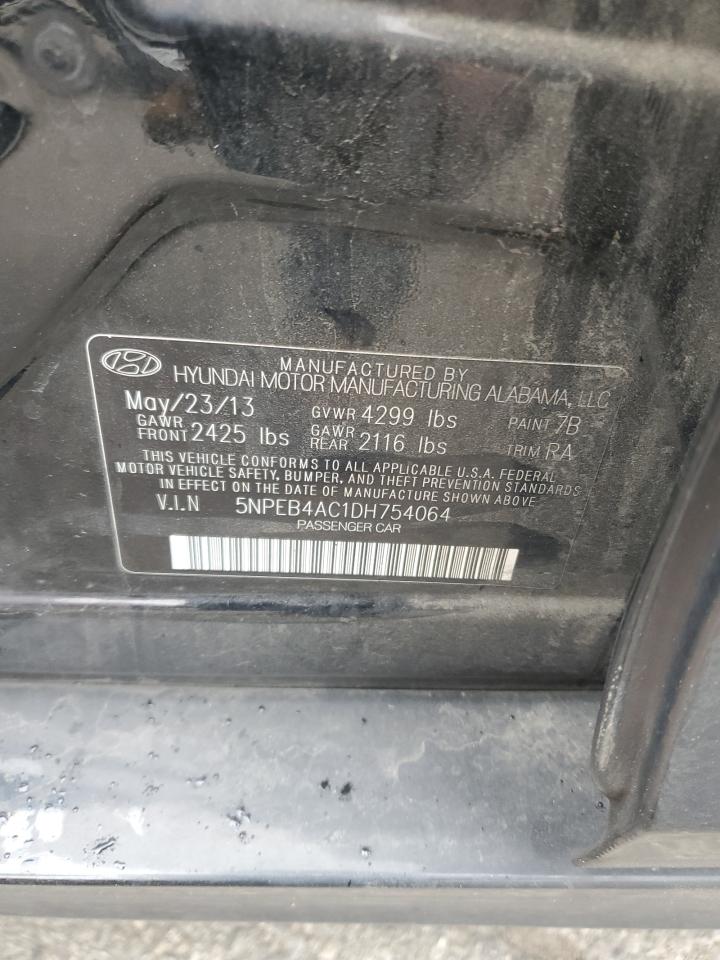 MANUFACTURED BY
HYUNDAI MOTOR MANUFACTURING ALABAMA, LLC
May/23/13 GVWR 4299 lbs PAINT 7B
GAWR FRONT 2425 lbs GAWR REAR 2116 lbs TRIM RA
THIS VEHICLE CONFORMS TO ALL APPLICABLE U.S.A. FEDERAL
MOTOR VEHICLE SAFETY, BUMPER, AND THEFT PREVENTION STANDARDS
IN EFFECT ON THE DATE OF MANUFACTURE SHOWN ABOVE
V.I.N 5NPEB4AC1DH754064
PASSENGER CAR